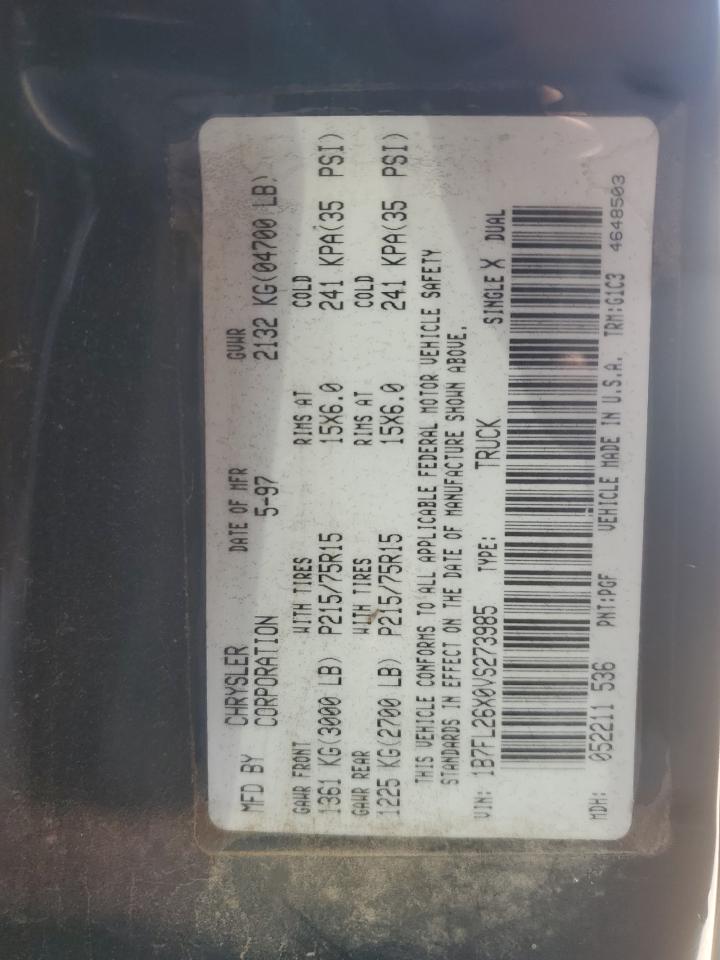 MFD BY CHRYSLER CORPORATION DATE OF MFR 5-97 GVWR 2132 KG(04700 LB)
GAWR FRONT WITH TIRES RIMS AT COLD
1361 KG(3000 LB) P215/75R15 15X6.0 241 KPA(35 PSI)
GAWR REAR WITH TIRES RIMS AT COLD
1225 KG(2700 LB) P215/75R15 15X6.0 241 KPA(35 PSI)
THIS VEHICLE CONFORMS TO ALL APPLICABLE FEDERAL MOTOR VEHICLE SAFETY
STANDARDS IN EFFECT ON THE DATE OF MANUFACTURE SHOWN ABOVE.
VIN: 1B7FL26X0VS273985 TYPE: TRUCK SINGLE X DUAL
MDH: 052211 536 PNT:PGF VEHICLE MADE IN U.S.A. TRM:G1C3 4648503